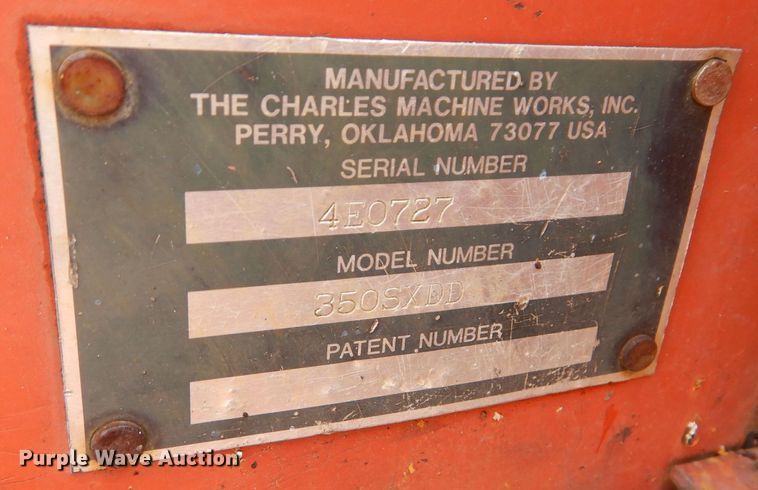 MANUFACTURED BY
THE CHARLES MACHINE WORKS, INC.
PERRY, OKLAHOMA 73077 USA
SERIAL NUMBER
4E0727
MODEL NUMBER
350SXDD
PATENT NUMBER
Purple Wave Auction